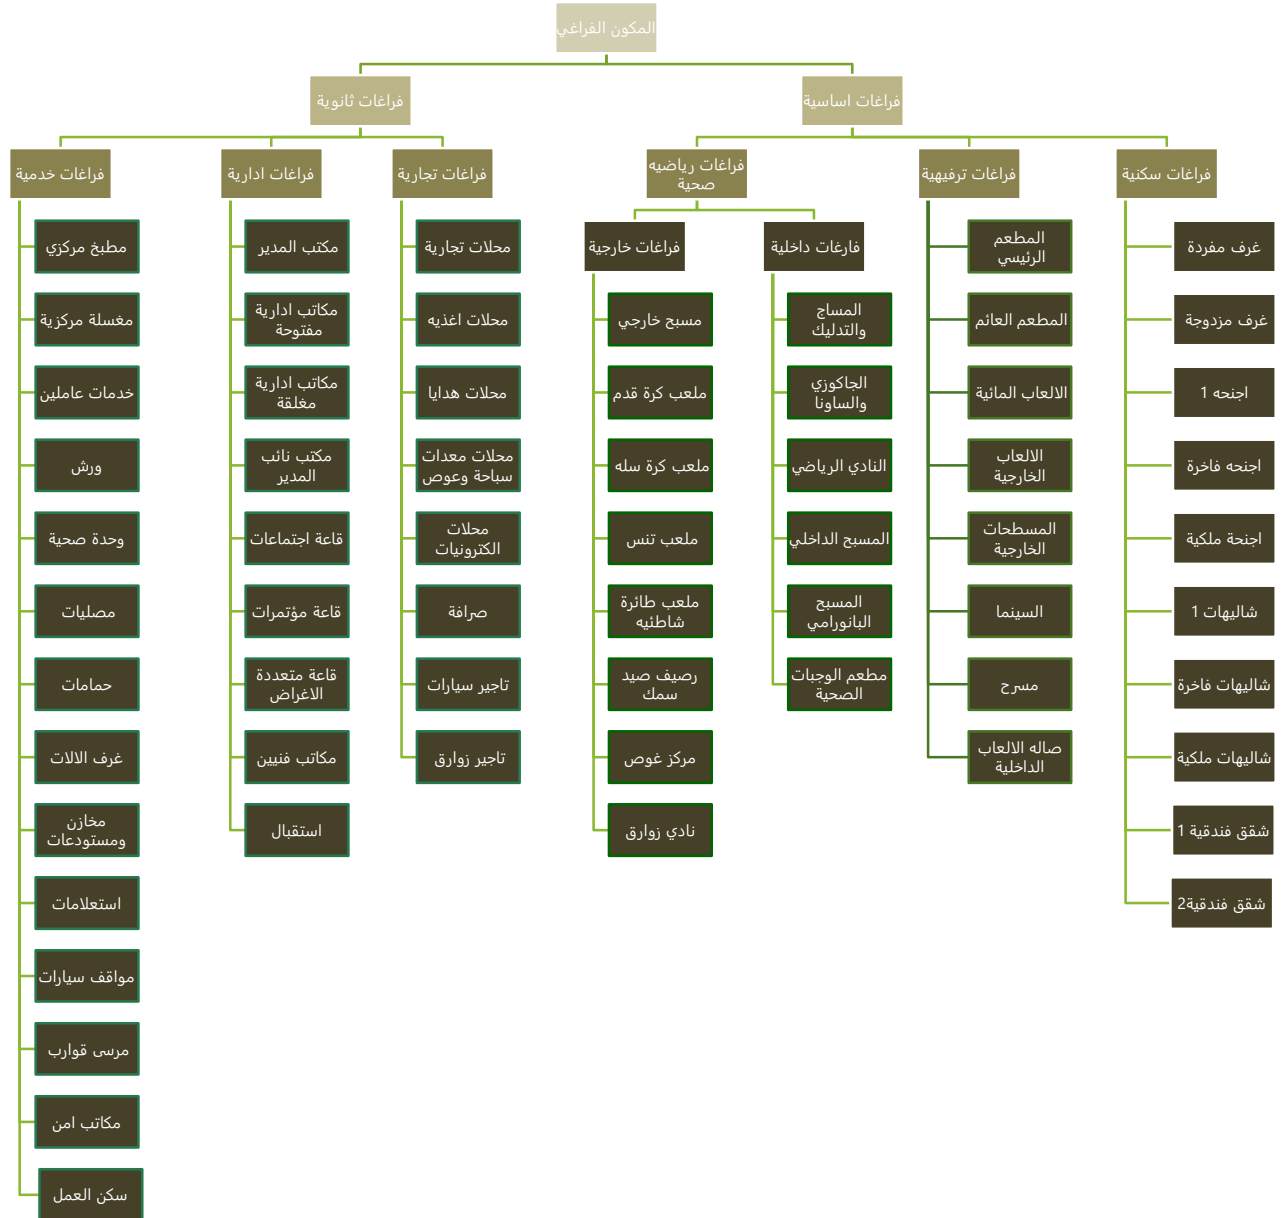 المكون الفراغي
فراغات اساسية
فراغات ثانوية
فراغات سكنية
فراغات ترفيهية
فراغات رياضيه
صحية
فراغات تجارية
فراغات ادارية
فراغات خدمية
غرف مفردة
غرف مزدوجة
اجنحه 1
اجنحه فاخرة
اجنحة ملكية
شاليهات 1
شاليهات فاخرة
شاليهات ملكية
شقق فندقية 1
شقق فندقية2
المطعم
الرئيسي
المطعم العائم
الالعاب المائية
الالعاب
الخارجية
المسطحات
الخارجية
السينما
مسرح
صاله الالعاب
الداخلية
فارغات داخلية
المساج
والتدليك
الجاكوزي
والساونا
النادي الرياضي
المسبح الداخلي
المسبح
البانورامي
مطعم الوجبات
الصحية
فراغات خارجية
مسبح خارجي
ملعب كرة قدم
ملعب كرة سله
ملعب تنس
ملعب طائرة
شاطئيه
رصيف صيد
سمك
مركز غوص
نادي زوارق
محلات تجارية
محلات اغذيه
محلات هدايا
محلات معدات
سباحة وعوص
محلات
الكترونيات
صرافة
تاجير سيارات
تاجير زوارق
مكتب المدير
مكاتب ادارية
مفتوحة
مكاتب ادارية
مغلقة
مكتب نائب
المدير
قاعة اجتماعات
قاعة مؤتمرات
قاعة متعددة
الاغراض
مكاتب فنيين
استقبال
مطبخ مركزي
مغسلة مركزية
خدمات عاملين
ورش
وحدة صحية
مصليات
حمامات
غرف الالات
مخازن
ومستودعات
استعلامات
مواقف سيارات
مرسى قوارب
مكاتب امن
سكن العمل